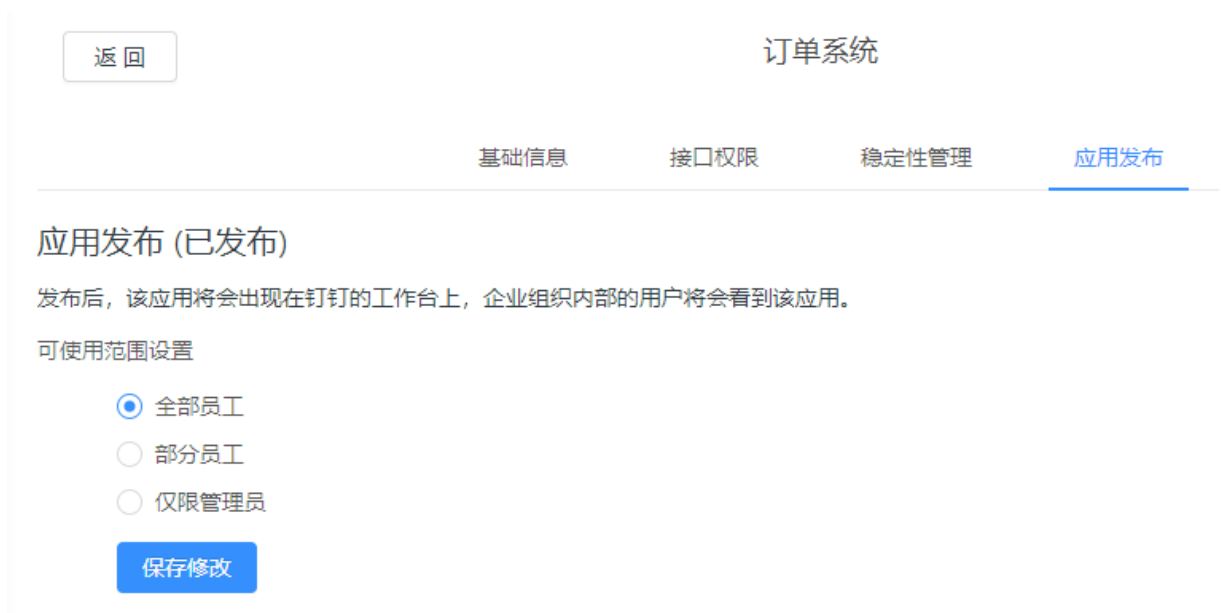 返 回
订单系统
基础信息 接口权限 稳定性管理 应用发布
应用发布 (已发布)
发布后，该应用将会出现在钉钉的工作台上，企业组织内部的用户将会看到该应用。
可使用范围设置
全部员工
部分员工
仅限管理员
保存修改